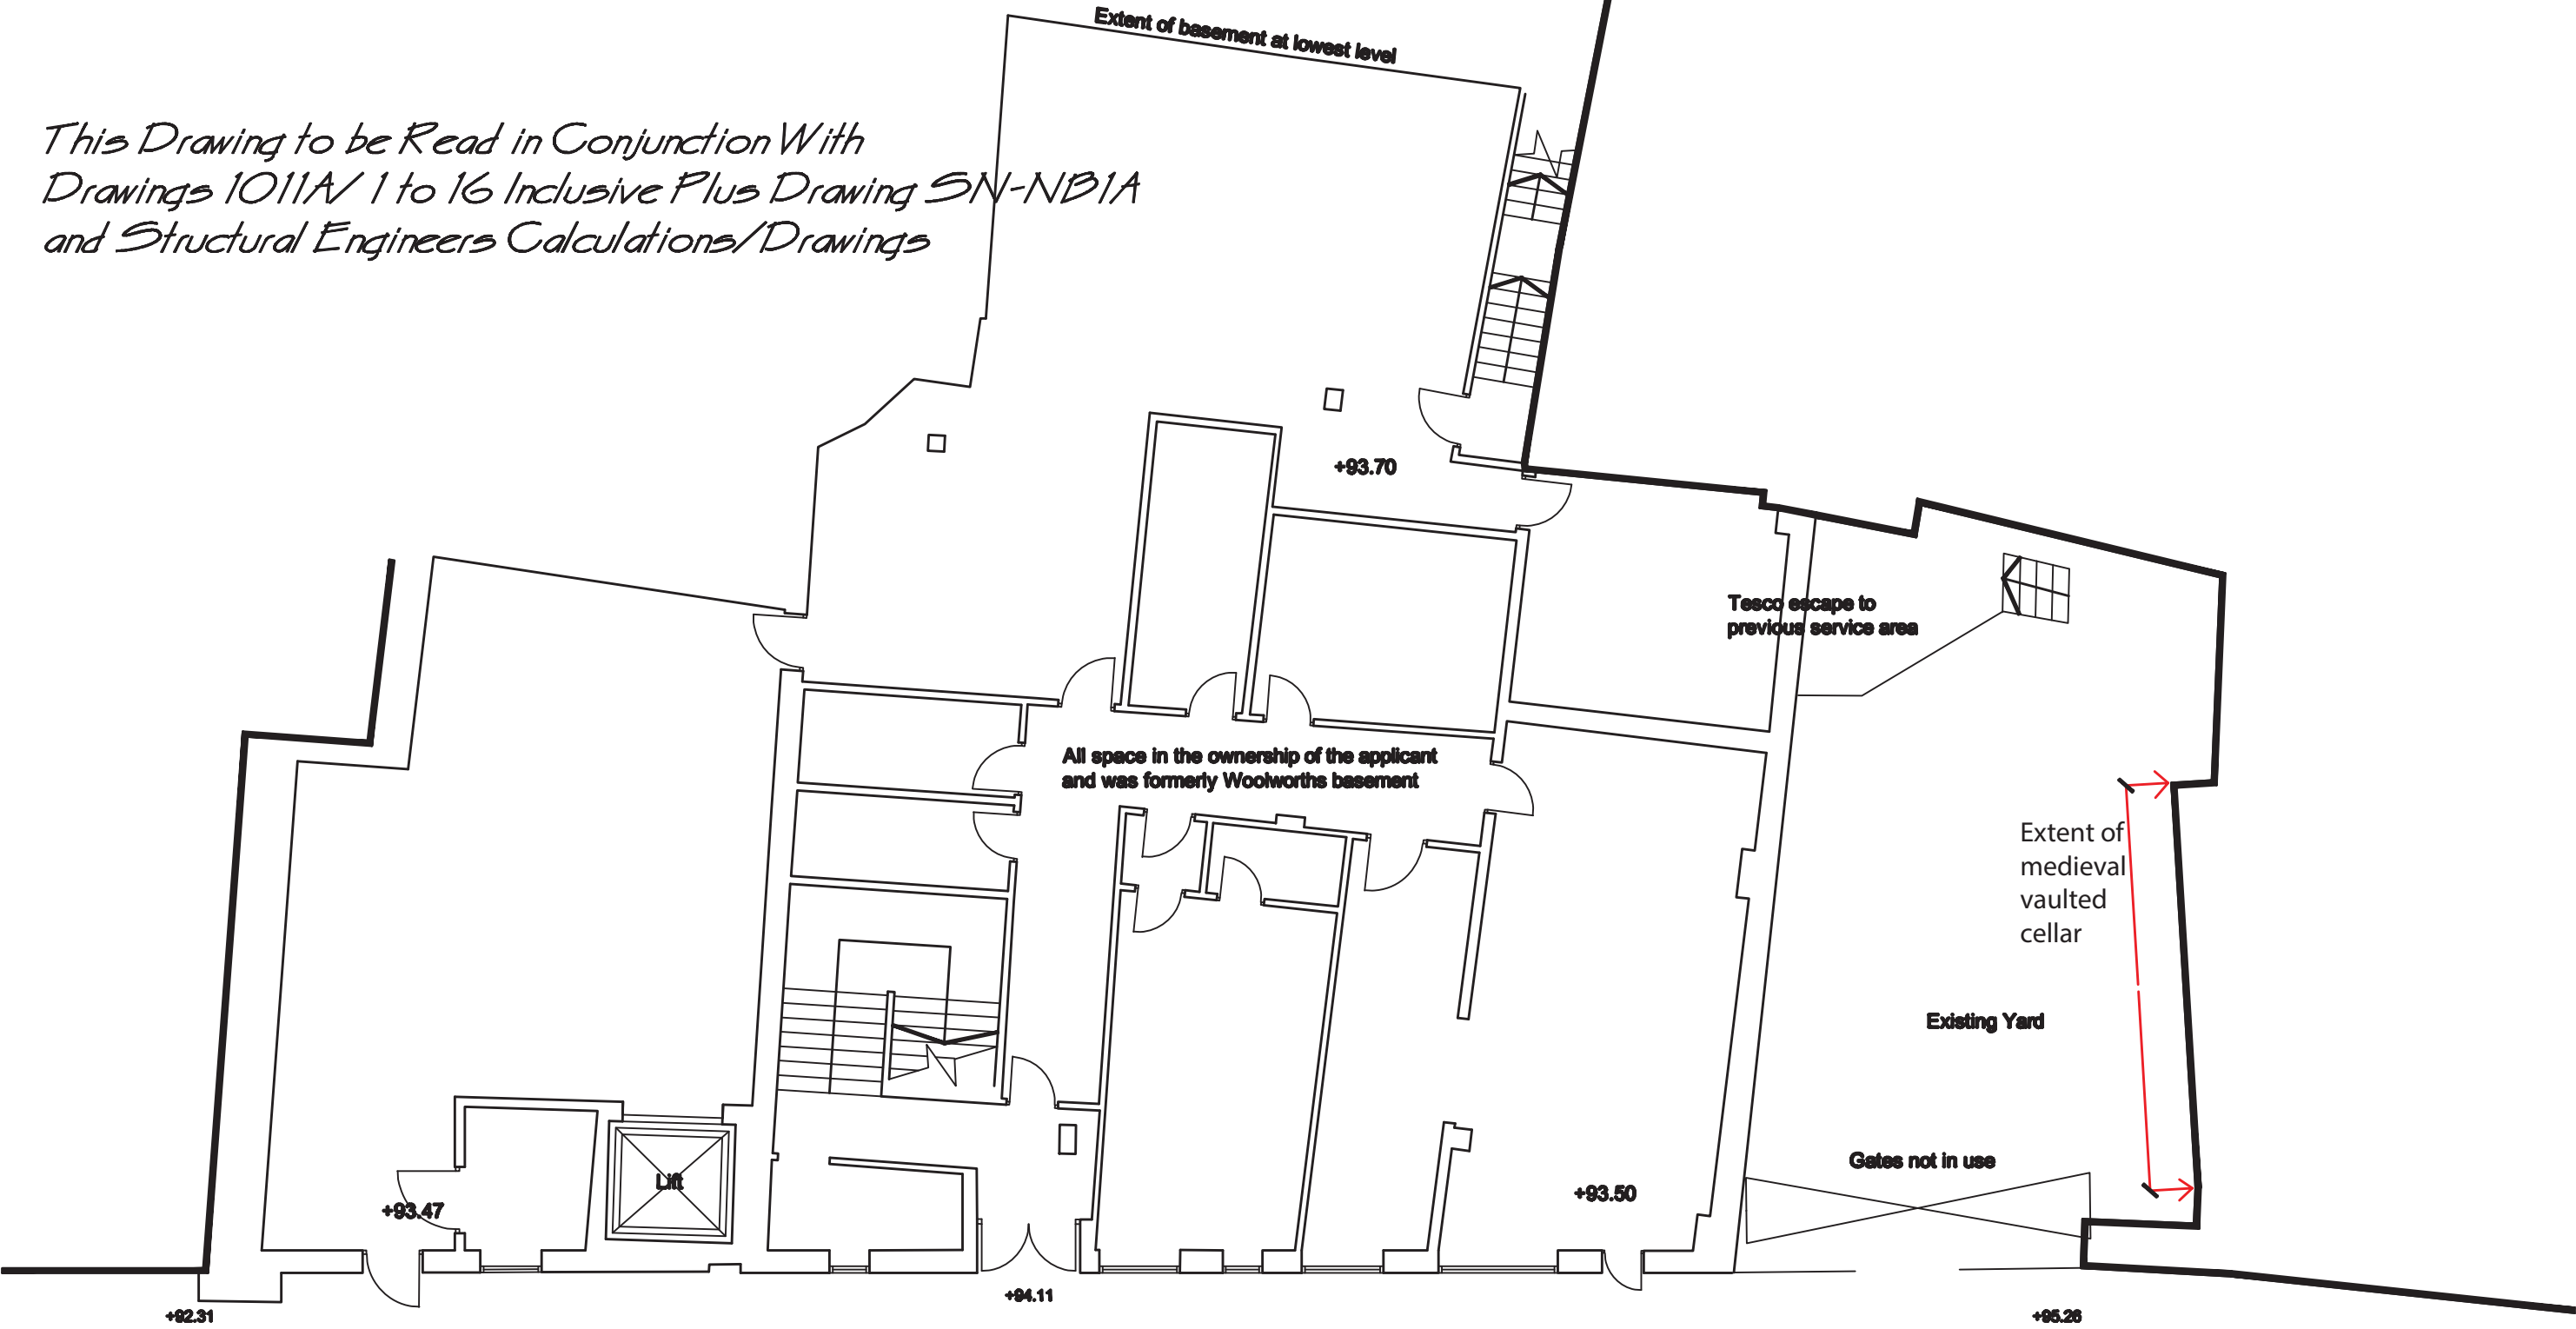 Extent of basement at lowest level
This Drawing to be Read in Conjunction With
Drawings 1011A/ 1 to 16 Inclusive Plus Drawing SN-NB1A
and Structural Engineers Calculations/Drawings
+93.70
Tesco escape to
previous service area
All space in the ownership of the applicant
and was formerly Woolworths basement
Extent of
medieval
vaulted
cellar
Existing Yard
Gates not in use
Lift
+93.47
+93.50
+94.11
+92.31
+95.26